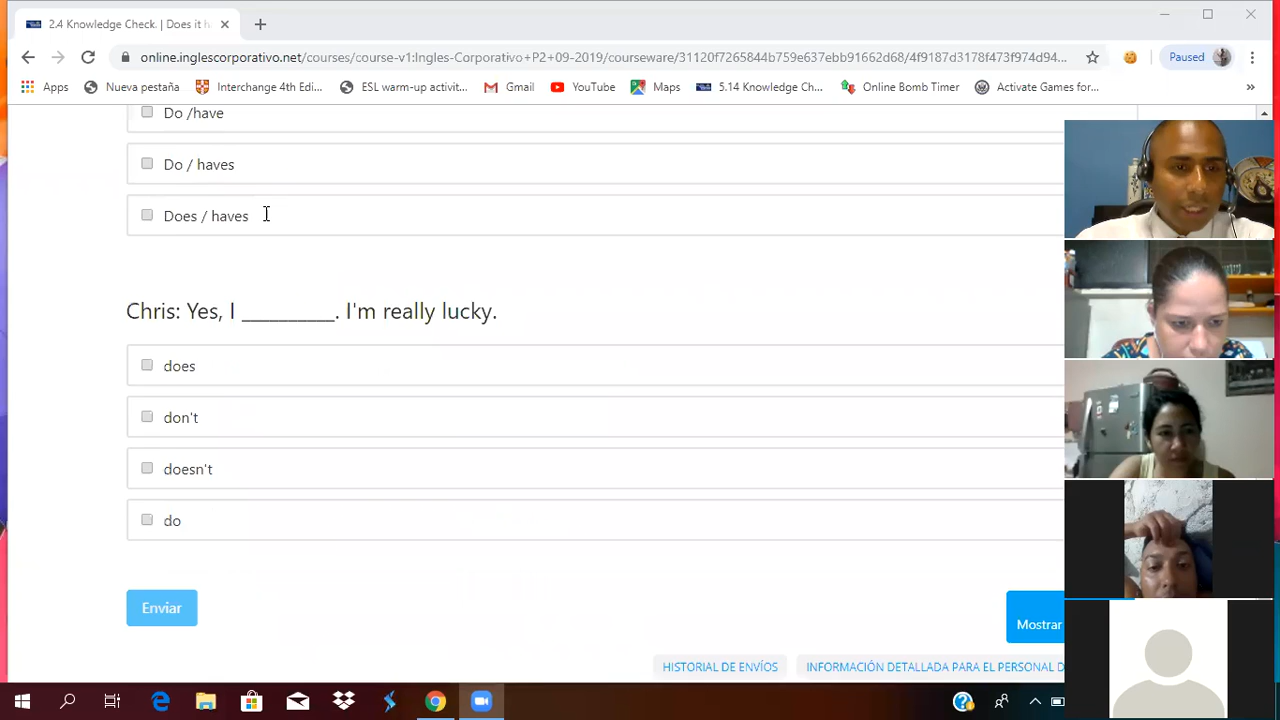 2.4 Knowledge Check. | Does it h
online.inglescorporativo.net/courses/course-v1:Ingles-Corporativo+P2+09-2019/courseware/31120f7265844b759e637ebb91662d68/4f9187d3178f473f974d94...
Paused
Apps
Nueva pestaña
Interchange 4th Edi...
ESL warm-up activit...
Gmail
YouTube
Maps
5.14 Knowledge Ch...
Online Bomb Timer
Activate Games for...
»
Do /have
Do / haves
Does / haves
Chris: Yes, I __________. I'm really lucky.
does
don't
doesn't
do
Enviar
Mostrar
HISTORIAL DE ENVÍOS
INFORMACIÓN DETALLADA PARA EL PERSONAL D